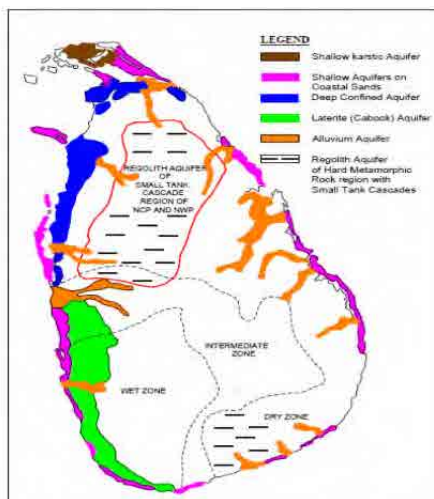 LEGEND
Shallow karstic Aquifer
Shallow Aquifers on
Coastal Sands
Deep Confined Aquifer
Laterite (Cabock) Aquifer
Alluvium Aquifer
Regolith Aquifer
of Hard Metamorphic
Rock region with
Small Tank Cascades
REGOLITH AQUIFER
OF
SMALL TANK
CASCADE
REGION OF
NCP AND NWP
INTERMEDIATE
ZONE
WET ZONE
DRY ZONE